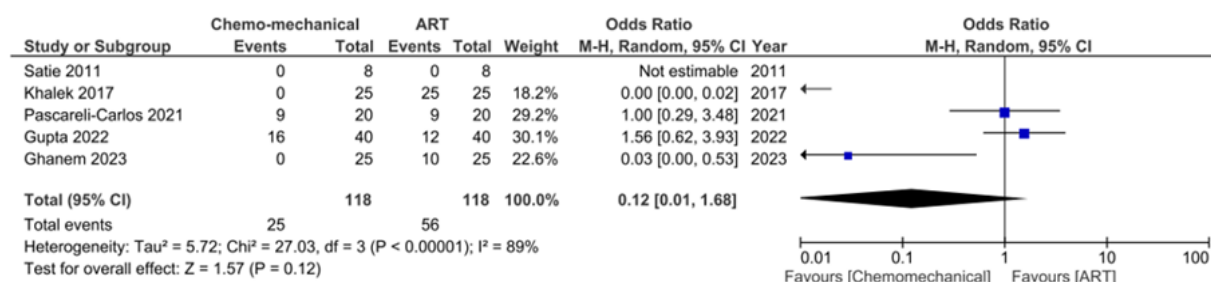 Chemo-mechanical ART Odds Ratio Odds Ratio
Study or Subgroup Events Total Events Total Weight M-H, Random, 95% CI Year M-H, Random, 95% CI
Satie 2011 0 8 0 8 Not estimable 2011
Khalek 2017 0 25 25 25 18.2% 0.00 [0.00, 0.02] 2017
Pascareli-Carlos 2021 9 20 9 20 29.2% 1.00 [0.29, 3.48] 2021
Gupta 2022 16 40 12 40 30.1% 1.56 [0.62, 3.93] 2022
Ghanem 2023 0 25 10 25 22.6% 0.03 [0.00, 0.53] 2023
Total (95% CI) 118 118 100.0% 0.12 [0.01, 1.68]
Total events 25 56
Heterogeneity: Tau² = 5.72; Chi² = 27.03, df = 3 (P < 0.00001); I² = 89%
Test for overall effect: Z = 1.57 (P = 0.12)
0.01 0.1 1 10 100
Favours [Chemomechanical] Favours [ART]